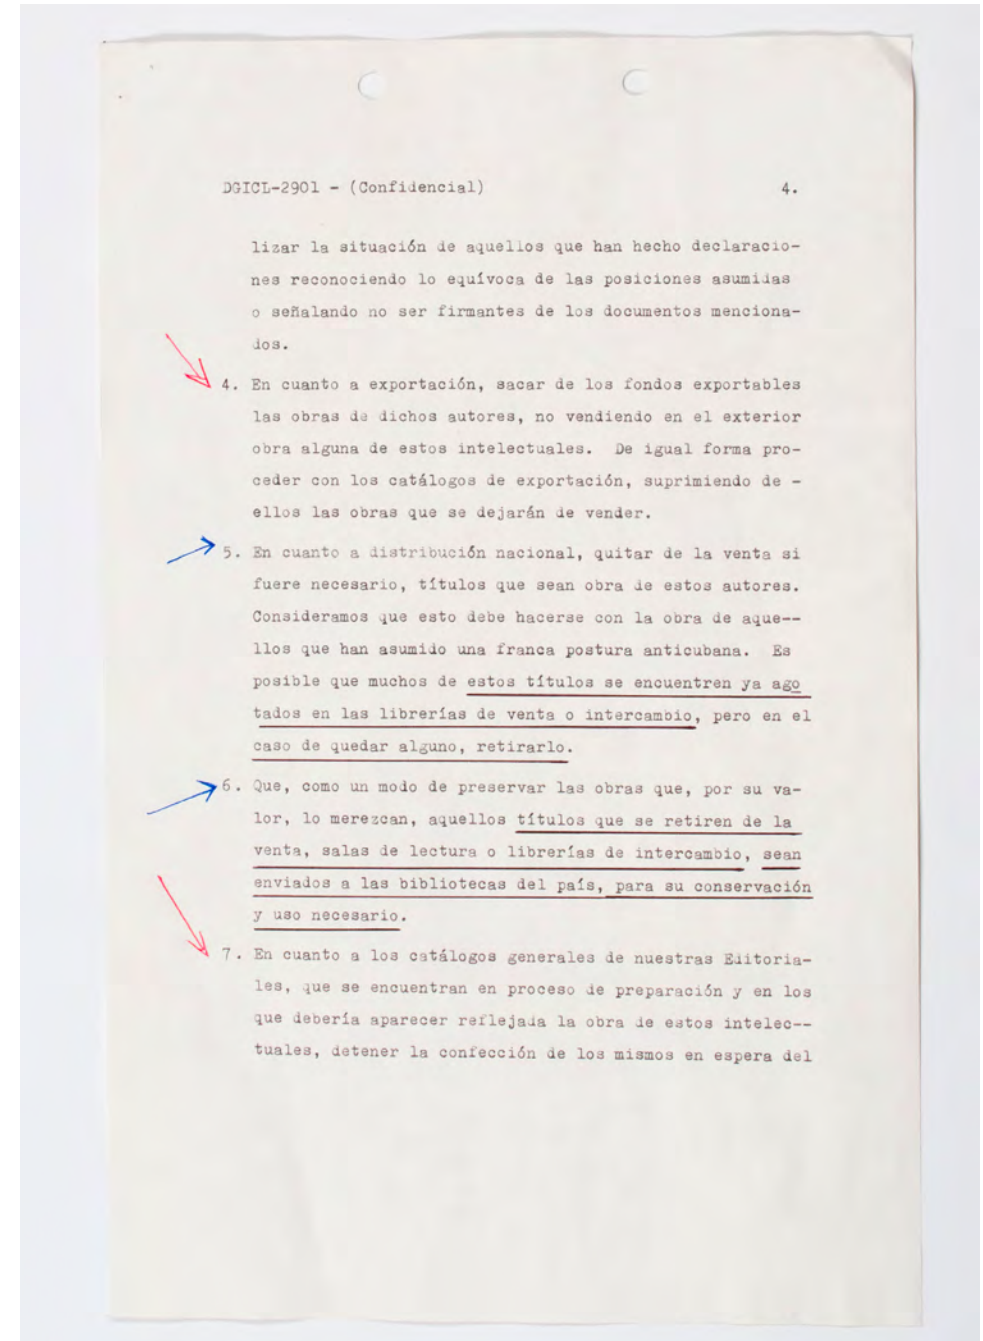 DGICL-2901 - (Confidencial) 4.
lizar la situación de aquellos que han hecho declaracio-
nes reconociendo lo equívoca de las posiciones asumidas
o señalando no ser firmantes de los documentos menciona-
dos.
4. En cuanto a exportación, sacar de los fondos exportables
las obras de dichos autores, no vendiendo en el exterior
obra alguna de estos intelectuales. De igual forma pro-
ceder con los catálogos de exportación, suprimiendo de -
ellos las obras que se dejarán de vender.
5. En cuanto a distribución nacional, quitar de la venta si
fuere necesario, títulos que sean obra de estos autores.
Consideramos que esto debe hacerse con la obra de aque--
llos que han asumido una franca postura anticubana. Es
posible que muchos de estos títulos se encuentren ya ago
tados en las librerías de venta o intercambio, pero en el
caso de quedar alguno, retirarlo.
6. Que, como un modo de preservar las obras que, por su va-
lor, lo merezcan, aquellos títulos que se retiren de la
venta, salas de lectura o librerías de intercambio, sean
enviados a las bibliotecas del país, para su conservación
y uso necesario.
7. En cuanto a los catálogos generales de nuestras Editoria-
les, que se encuentran en proceso de preparación y en los
que debería aparecer reflejada la obra de estos intelec--
tuales, detener la confección de los mismos en espera del